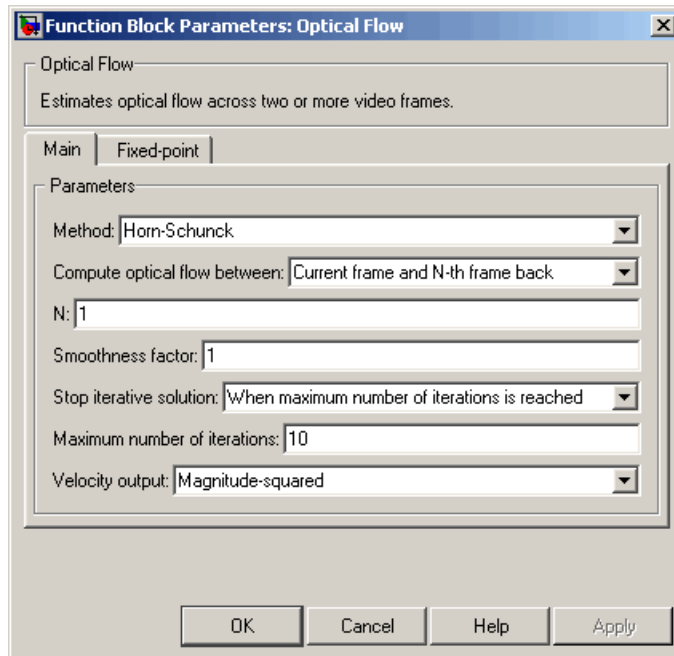 Function Block Parameters: Optical Flow
Optical Flow
Estimates optical flow across two or more video frames.
Main Fixed-point
Parameters
Method: Horn-Schunck
Compute optical flow between: Current frame and N-th frame back
N: 1
Smoothness factor: 1
Stop iterative solution: When maximum number of iterations is reached
Maximum number of iterations: 10
Velocity output: Magnitude-squared
OK Cancel Help Apply